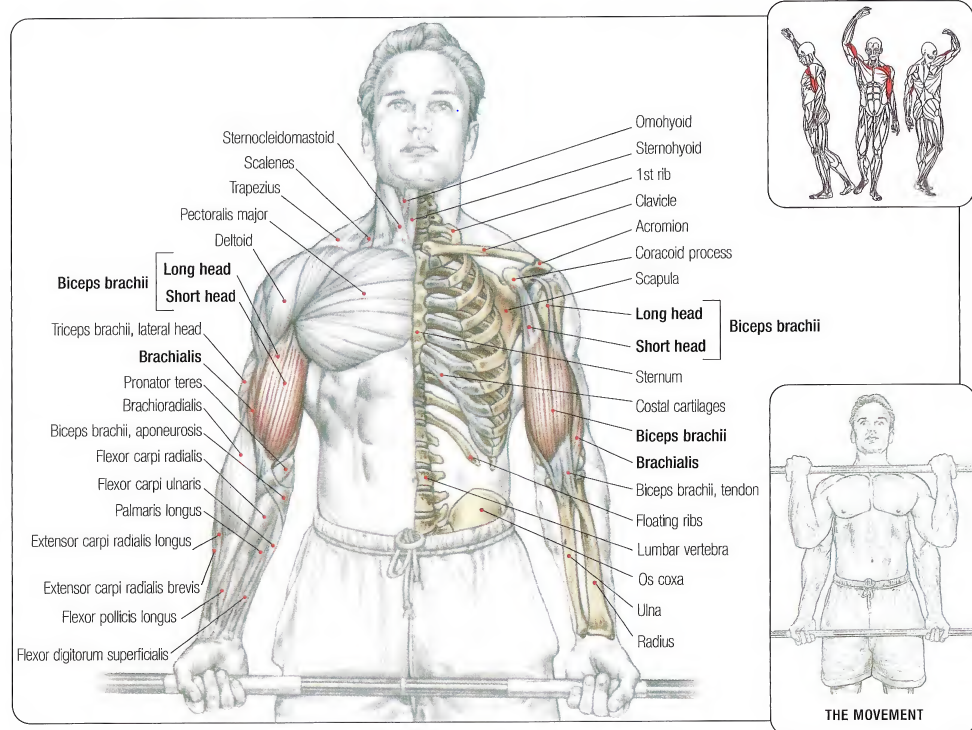 Sternocleidomastoid
Scalenes
Trapezius
Pectoralis major
Deltoid
Biceps brachii
Long head
Short head
Triceps brachii, lateral head
Brachialis
Pronator teres
Brachioradialis
Biceps brachii, aponeurosis
Flexor carpi radialis
Flexor carpi ulnaris
Palmaris longus
Extensor carpi radialis longus
Extensor carpi radialis brevis
Flexor pollicis longus
Flexor digitorum superficialis
Omohyoid
Sternohyoid
1st rib
Clavicle
Acromion
Coracoid process
Scapula
Long head
Short head
Biceps brachii
Sternum
Costal cartilages
Biceps brachii
Brachialis
Biceps brachii, tendon
Floating ribs
Lumbar vertebra
Os coxa
Ulna
Radius
THE MOVEMENT